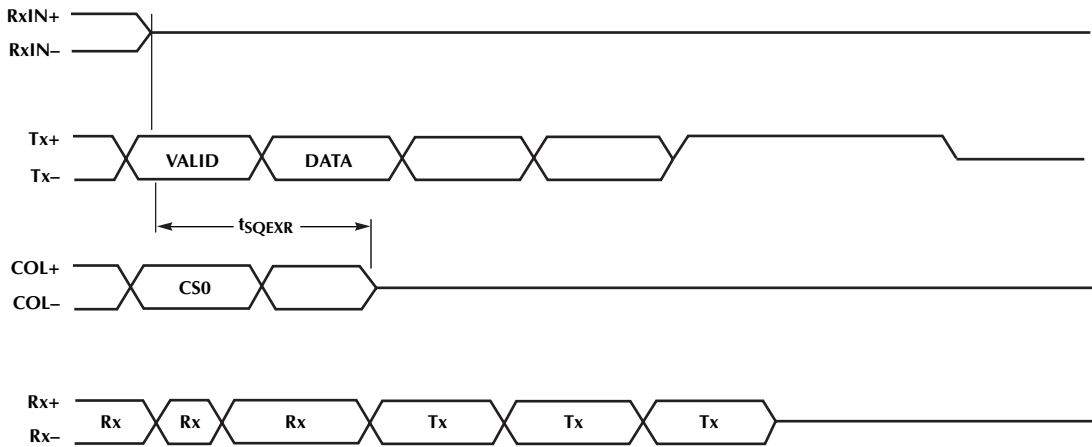 RxIN+
RxIN–
Tx+
Tx–
VALID DATA
tSQEXR
COL+
COL–
CS0
Rx+
Rx–
Rx Rx Rx Tx Tx Tx